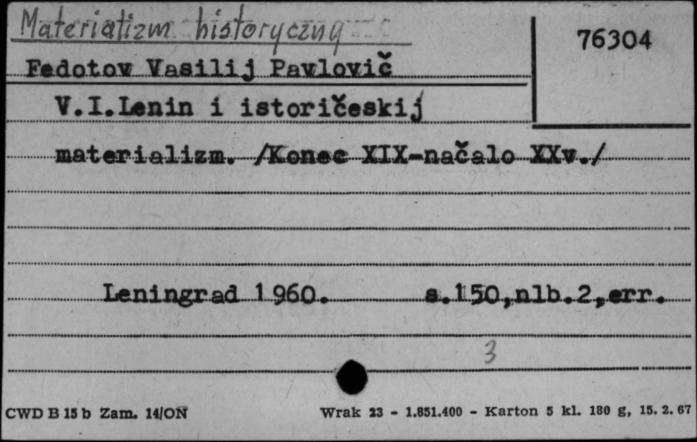 Materializm historyczny
76304
Fedotov Vasilij Pavlovič
V.I.Lenin i istoričeskij
materializm. /Konec XIX-načalo XXv./
Leningrad 1960. s.150,nlb.2,err.
3
CWD B 15 b Zam. 14/ON Wrak 23 - 1.851.400 - Karton 5 kl. 180 g, 15. 2. 67